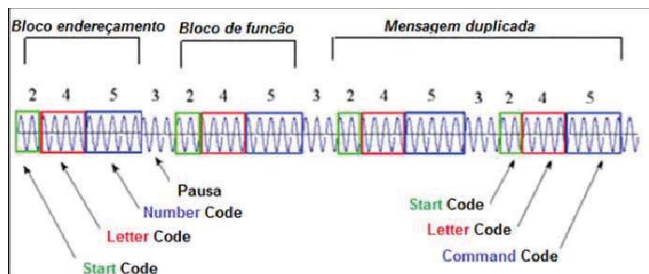 Bloco endereçamento Bloco de funcão Mensagem duplicada
2 4 5 3 2 4 5 3 2 4 5 3 2 4 5
Pausa
Number Code
Letter Code
Start Code
Start Code
Letter Code
Command Code